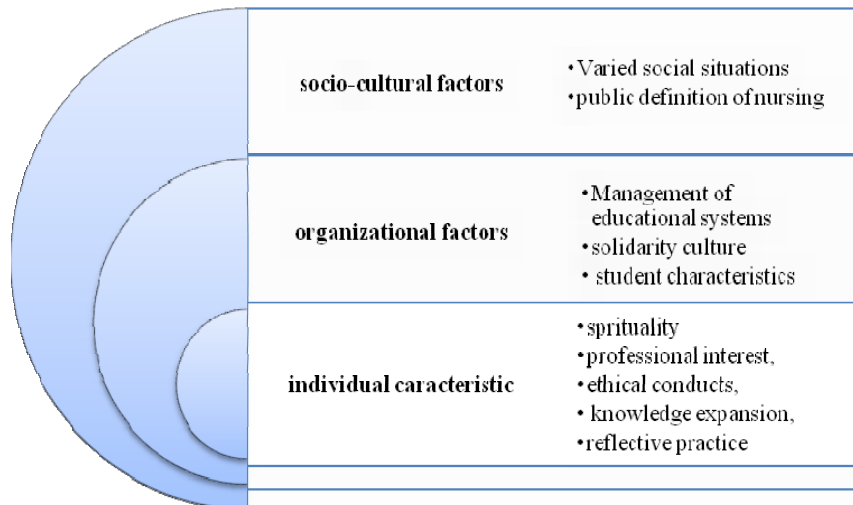 socio-cultural factors
•Varied social situations
•public definition of nursing
organizational factors
•Management of
educational systems
•solidarity culture
• student characteristics
individual caracteristic
• sprituality
•professional interest,
•ethical conducts,
• knowledge expansion,
•reflective practice